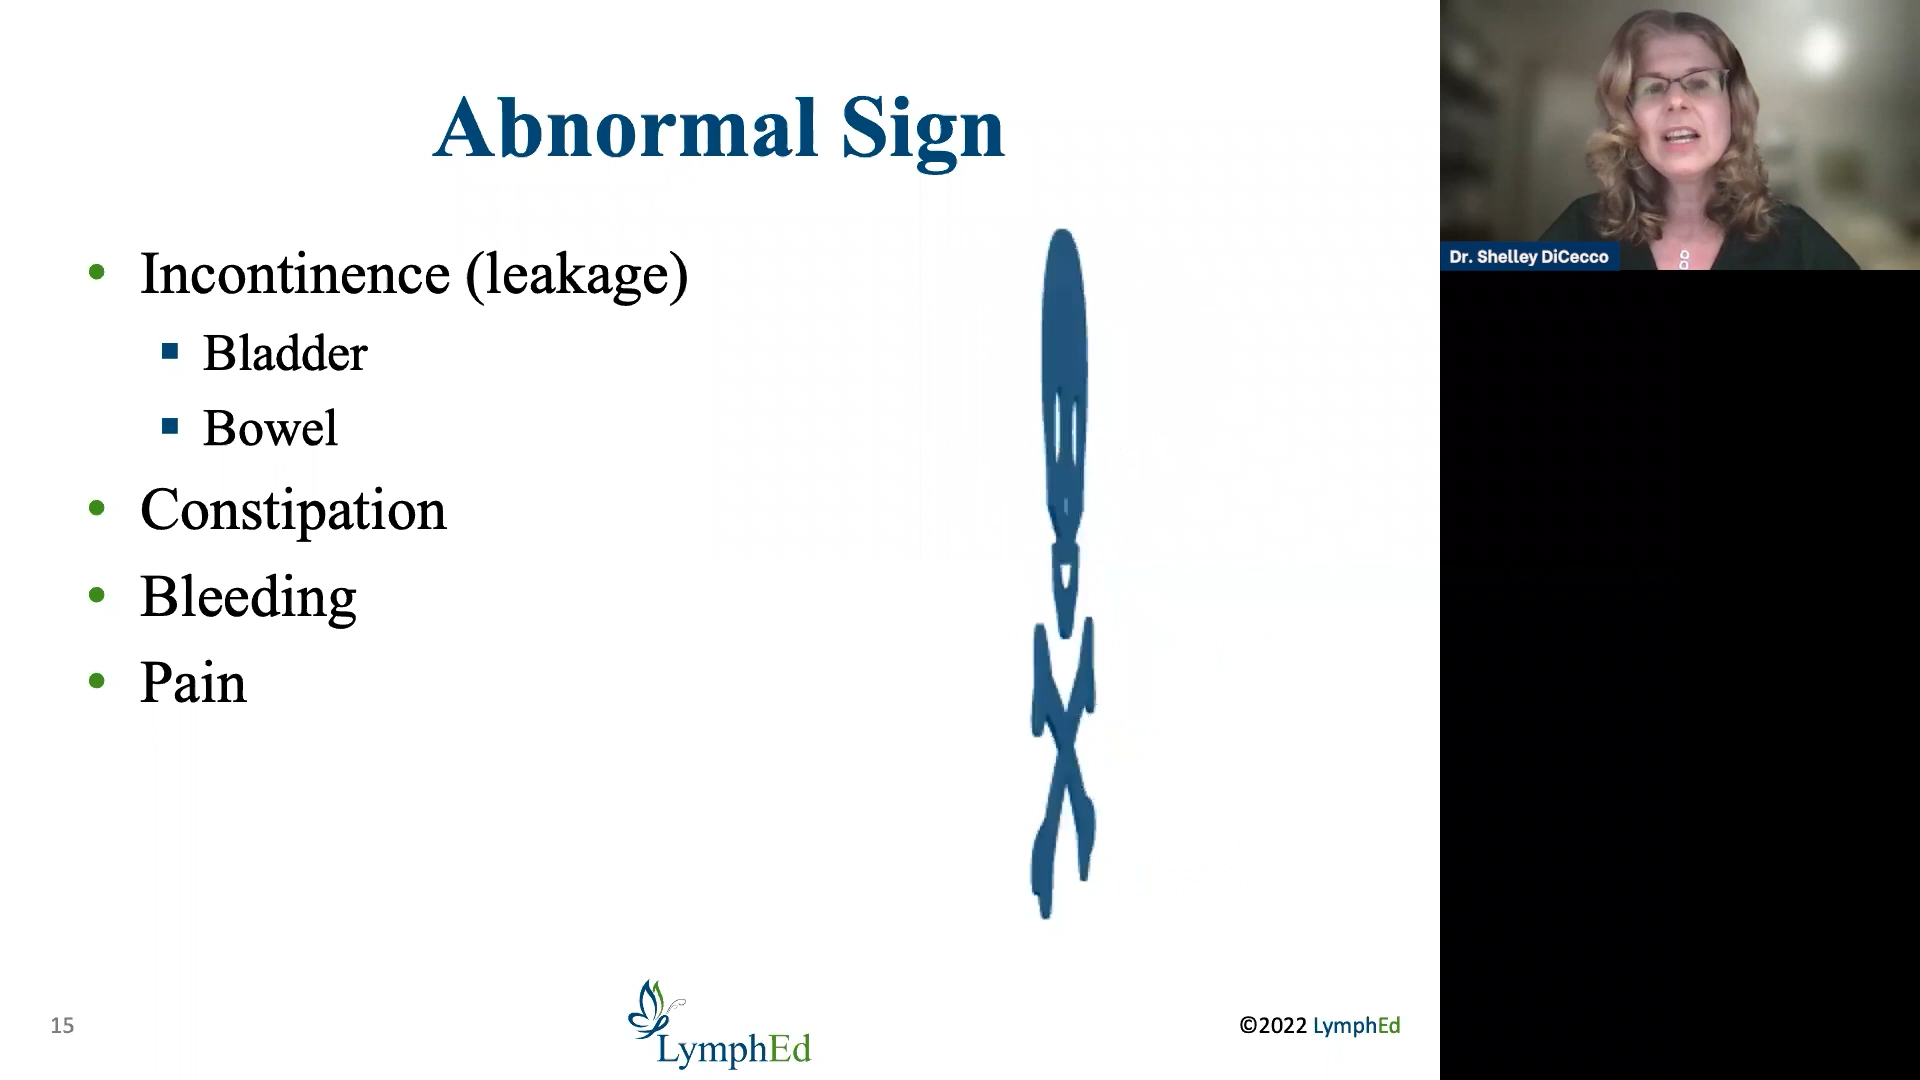 Abnormal Sign
• Incontinence (leakage)
▪ Bladder
▪ Bowel
• Constipation
• Bleeding
• Pain
15
LymphEd
©2022 LymphEd
Dr. Shelley DiCecco